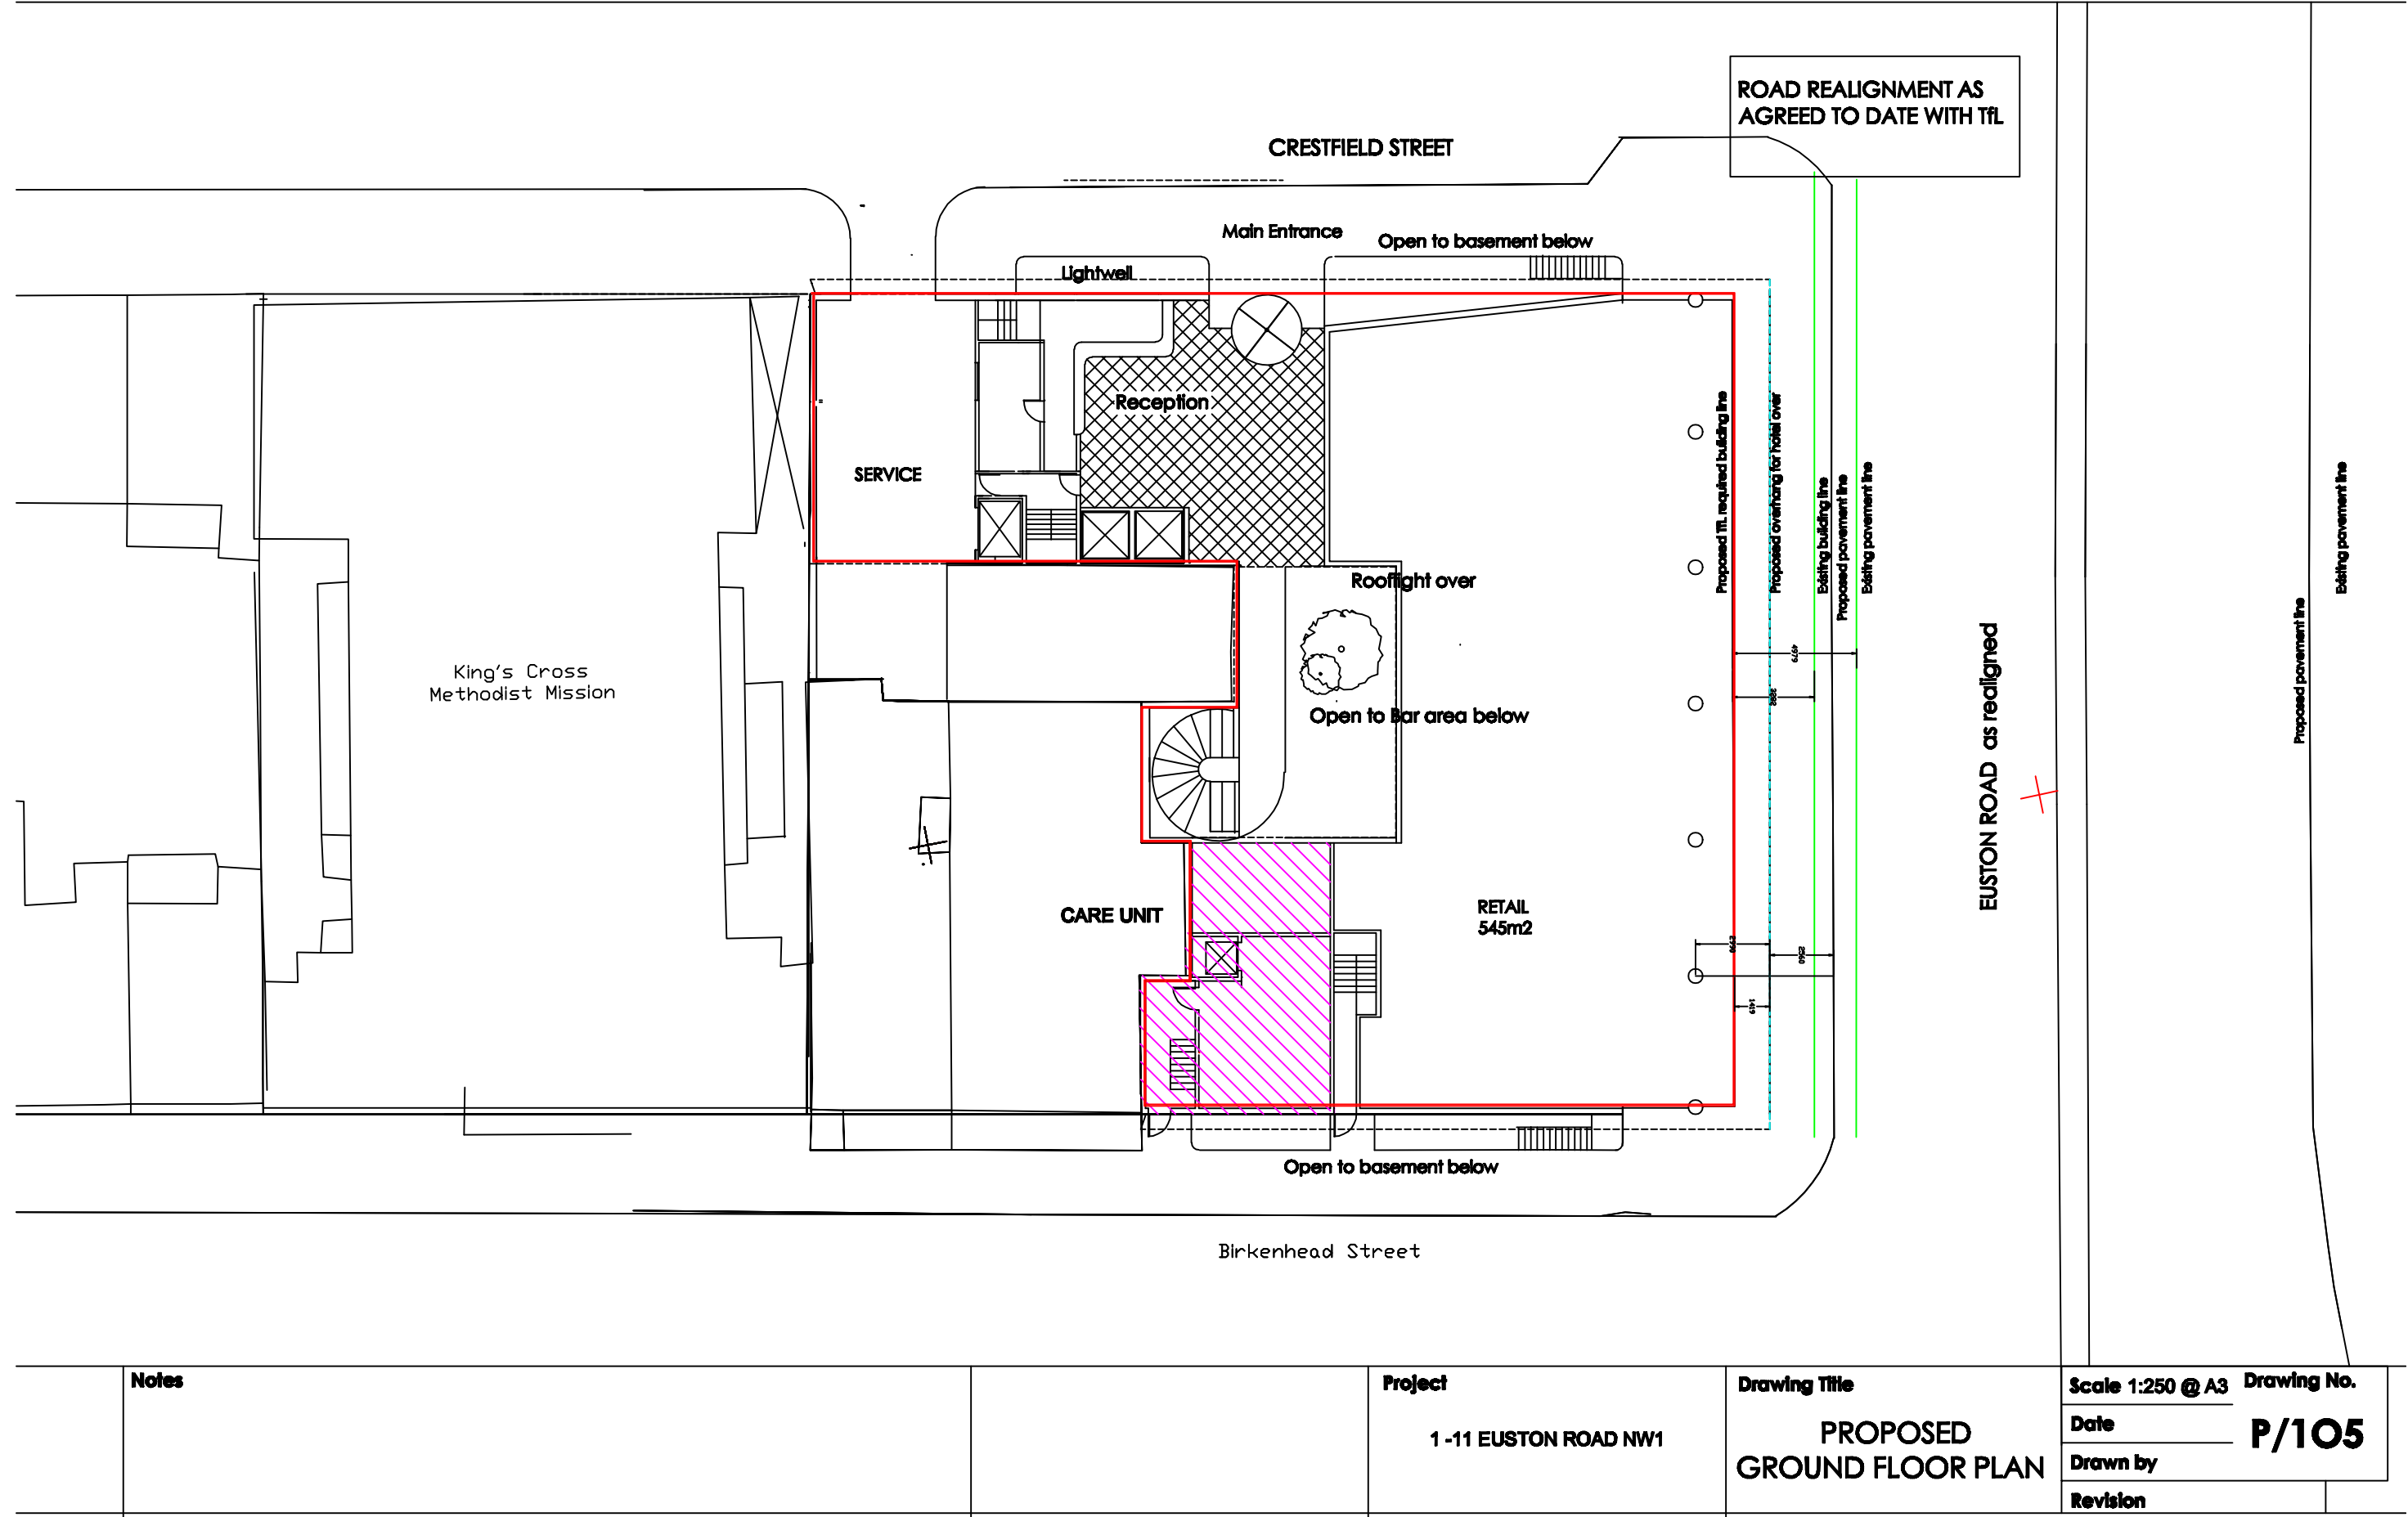 ROAD REALIGNMENT AS
AGREED TO DATE WITH TfL
CRESTFIELD STREET
Main Entrance
Open to basement below
Lightwell
Reception
SERVICE
Rooflight over
King's Cross
Methodist Mission
Open to Bar area below
CARE UNIT
RETAIL
545m2
Proposed TfL required building line
Proposed overhang for hotel over
Existing building line
Proposed pavement line
Existing pavement line
4979
2560
1419
EUSTON ROAD as realigned
Proposed pavement line
Existing pavement line
Open to basement below
Birkenhead Street
Notes
Project
1 -11 EUSTON ROAD NW1
Drawing Title
PROPOSED
GROUND FLOOR PLAN
Scale 1:250 @ A3
Date
Drawn by
Revision
Drawing No.
P/1O5